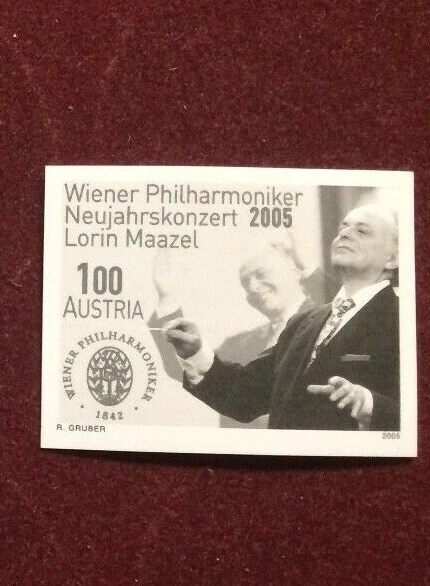 Wiener Philharmoniker
Neujahrskonzert 2005
Lorin Maazel
100
AUSTRIA
WIENER PHILHARMONIKER
· 1842 ·
R. GRUBER
2005